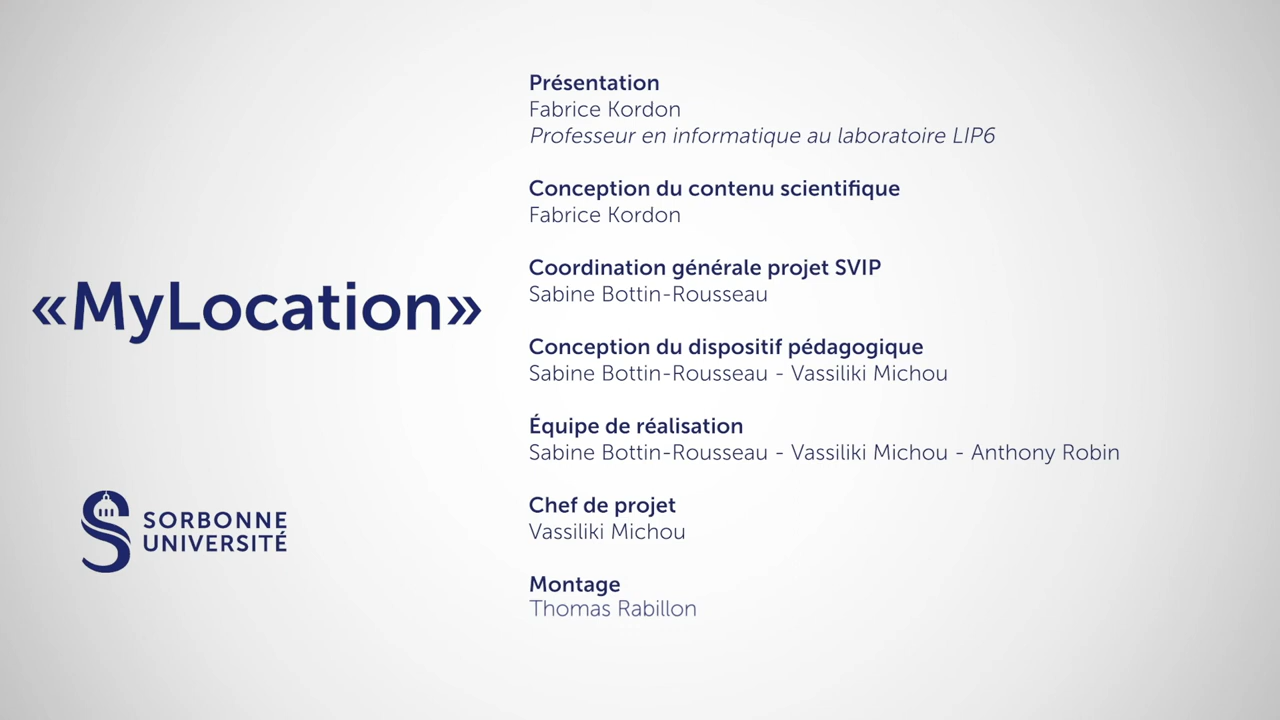 «MyLocation»
SORBONNE
UNIVERSITÉ
Présentation
Fabrice Kordon
Professeur en informatique au laboratoire LIP6
Conception du contenu scientifique
Fabrice Kordon
Coordination générale projet SVIP
Sabine Bottin-Rousseau
Conception du dispositif pédagogique
Sabine Bottin-Rousseau - Vassiliki Michou
Équipe de réalisation
Sabine Bottin-Rousseau - Vassiliki Michou - Anthony Robin
Chef de projet
Vassiliki Michou
Montage
Thomas Rabillon